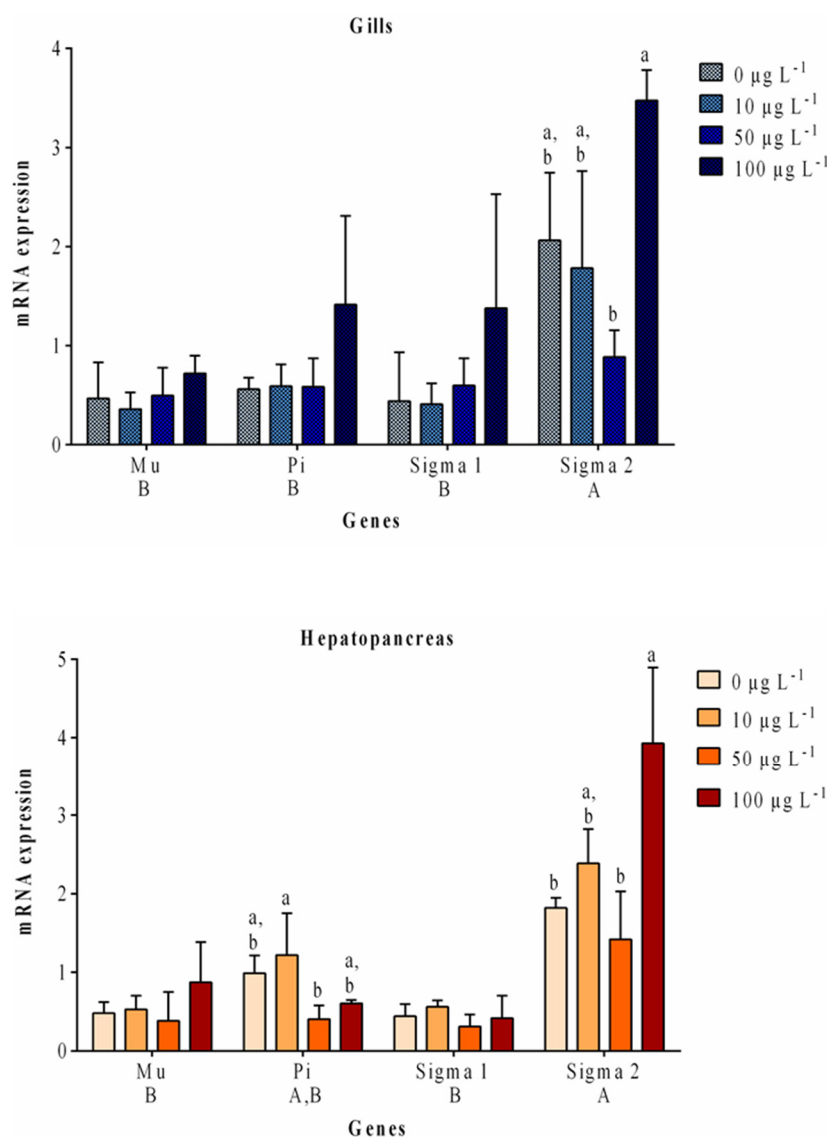 Gills
4
3
2
1
0
mRNA expression
a
a,
b
a,
b
b
0 µg L-1
10 µg L-1
50 µg L-1
100 µg L-1
Mu Pi Sigma 1 Sigma 2
B B B A
Genes
Hepatopancreas
5
4
3
2
1
0
mRNA expression
a
a,
b
b
b
a,
b
a
b
a,
b
0 µg L-1
10 µg L-1
50 µg L-1
100 µg L-1
Mu Pi Sigma 1 Sigma 2
B A,B B A
Genes